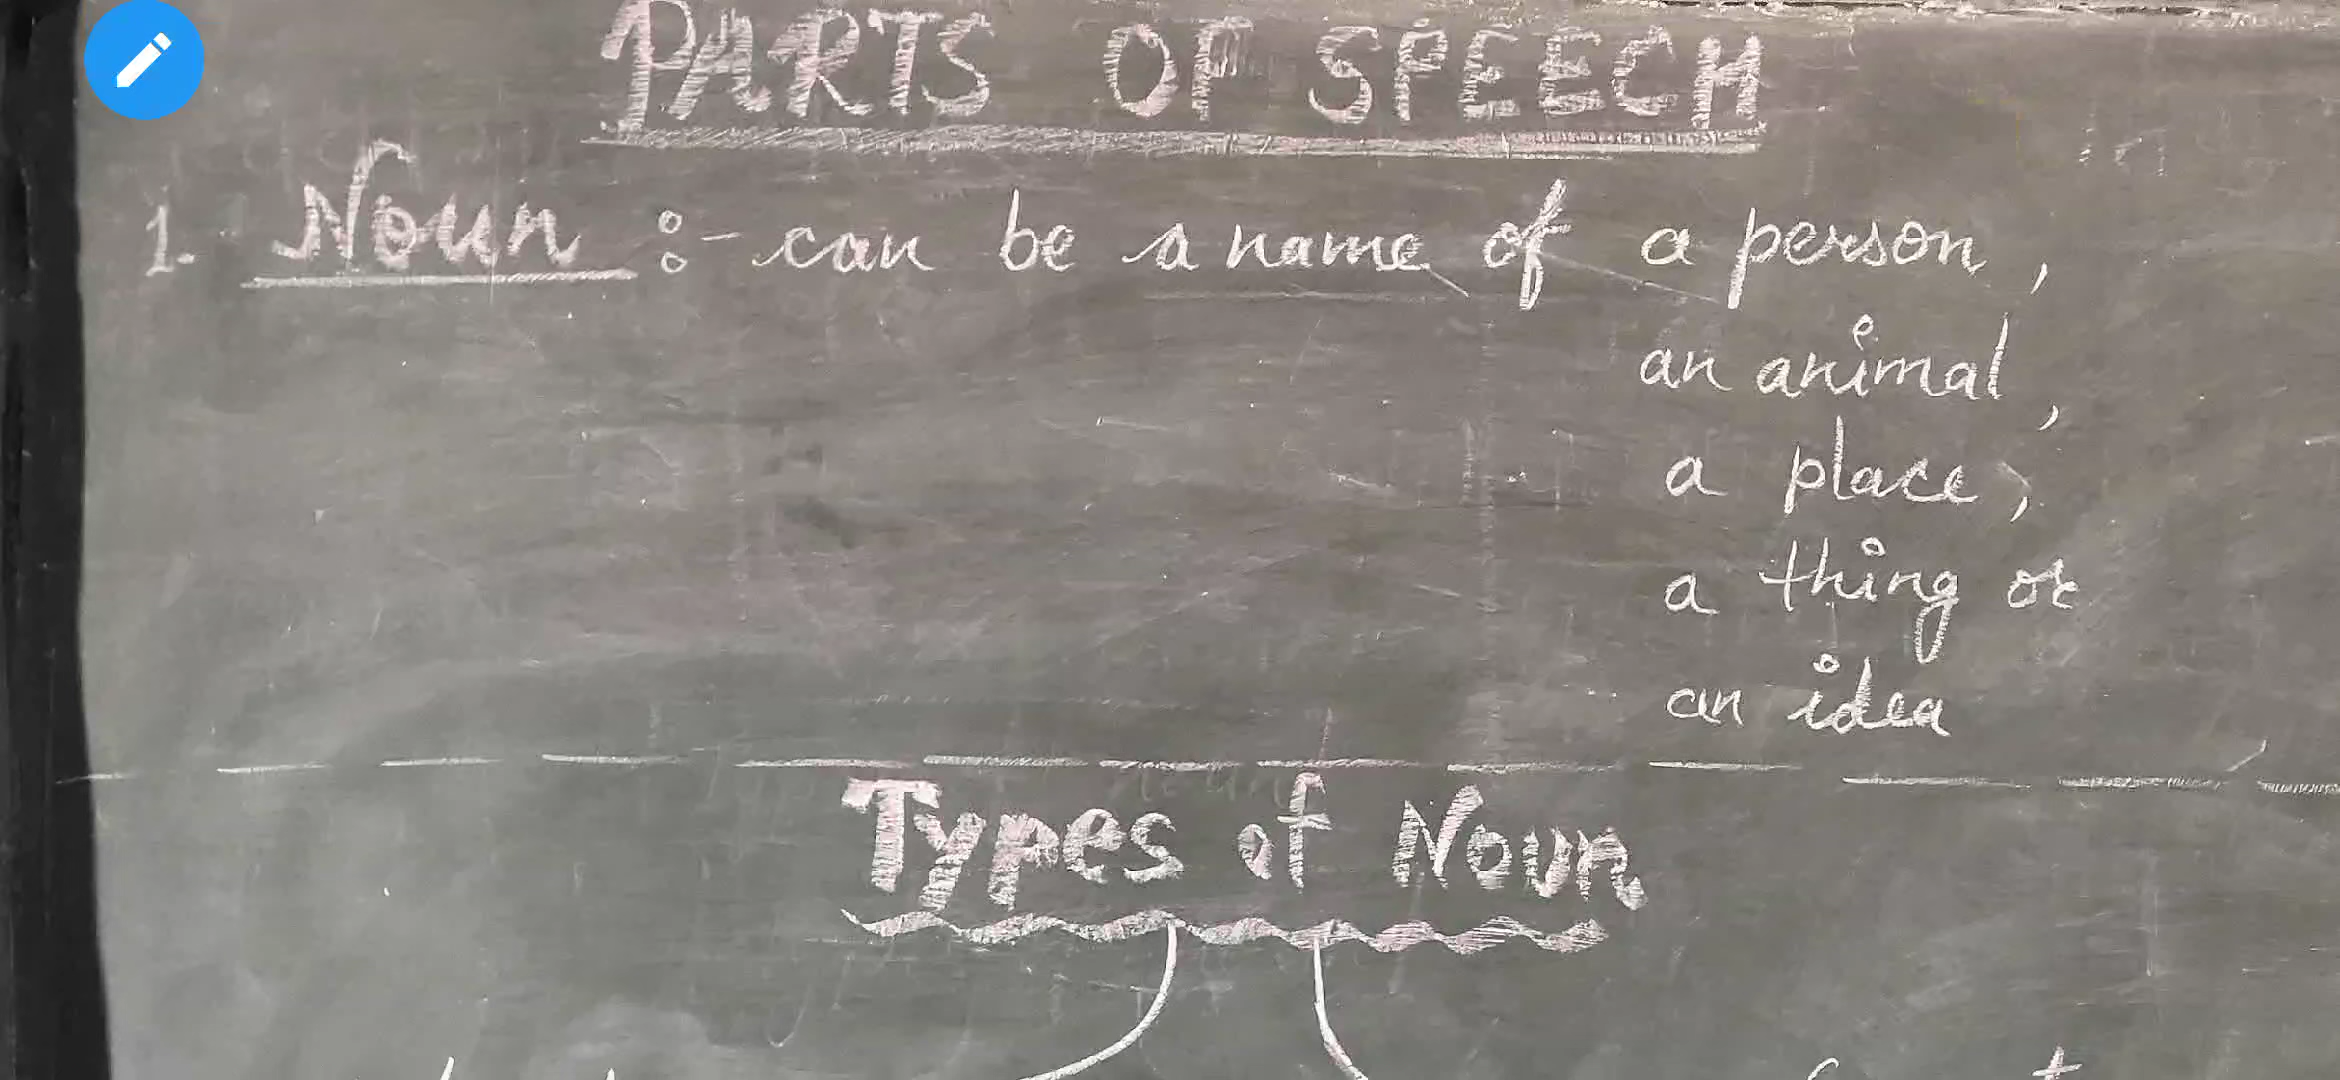 PARTS OF SPEECH
1. Noun :- can be a name of a person,
an animal,
a place,
a thing or
an idea
Types of Noun